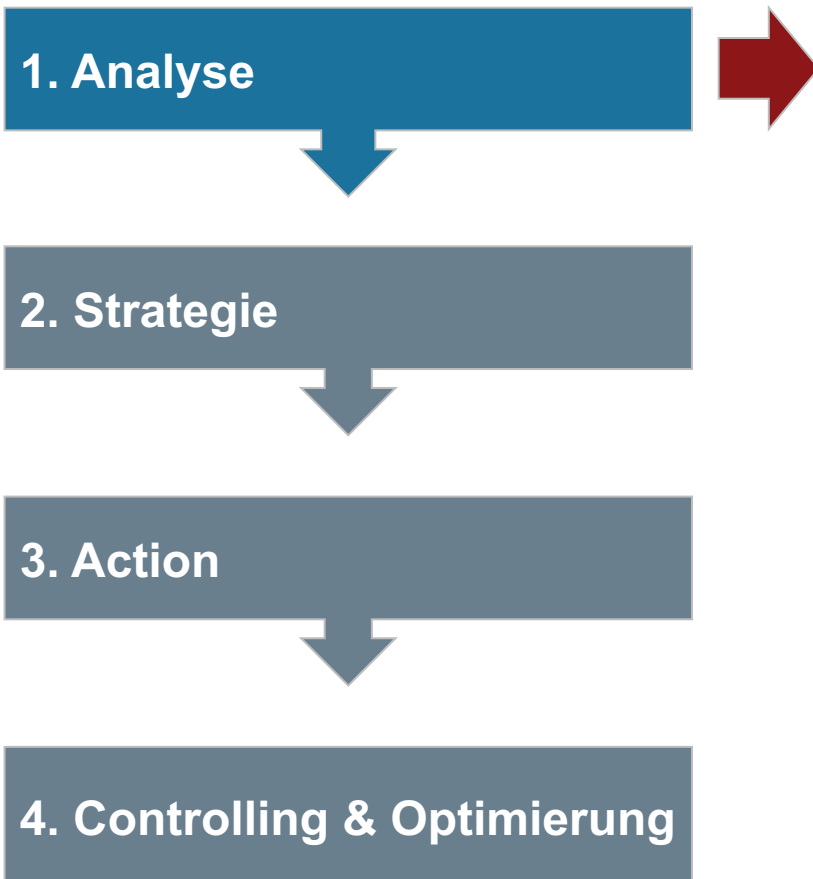 1. Analyse
2. Strategie
3. Action
4. Controlling & Optimierung